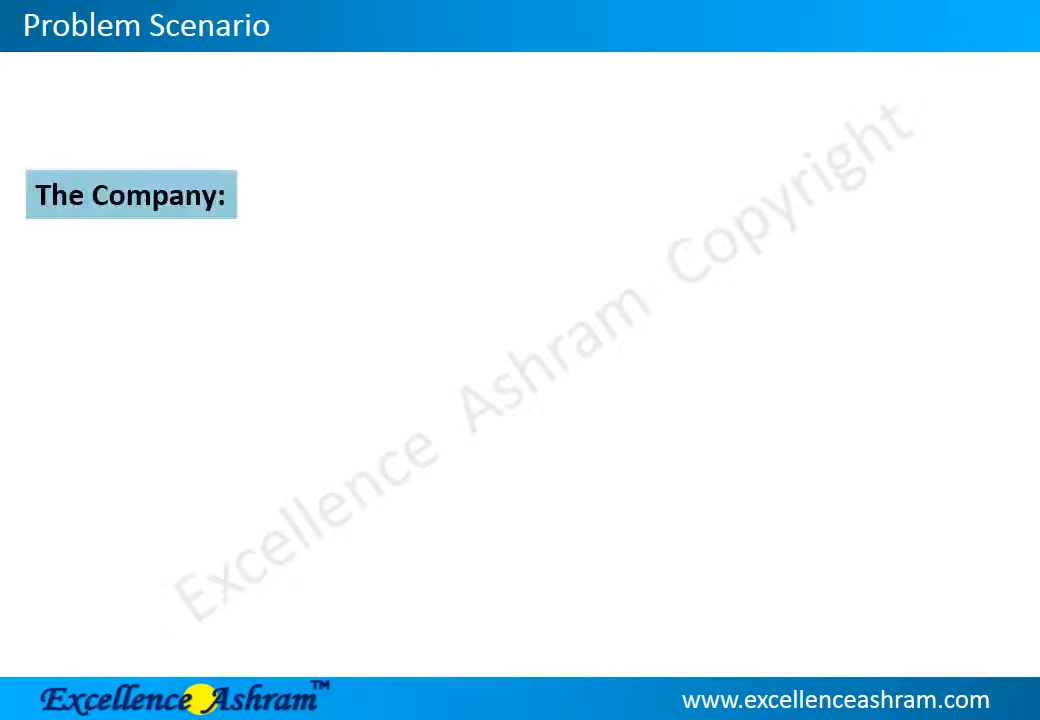 Problem Scenario
The Company:
Excellence Ashram Copyright
Excellence Ashram™
www.excellenceashram.com